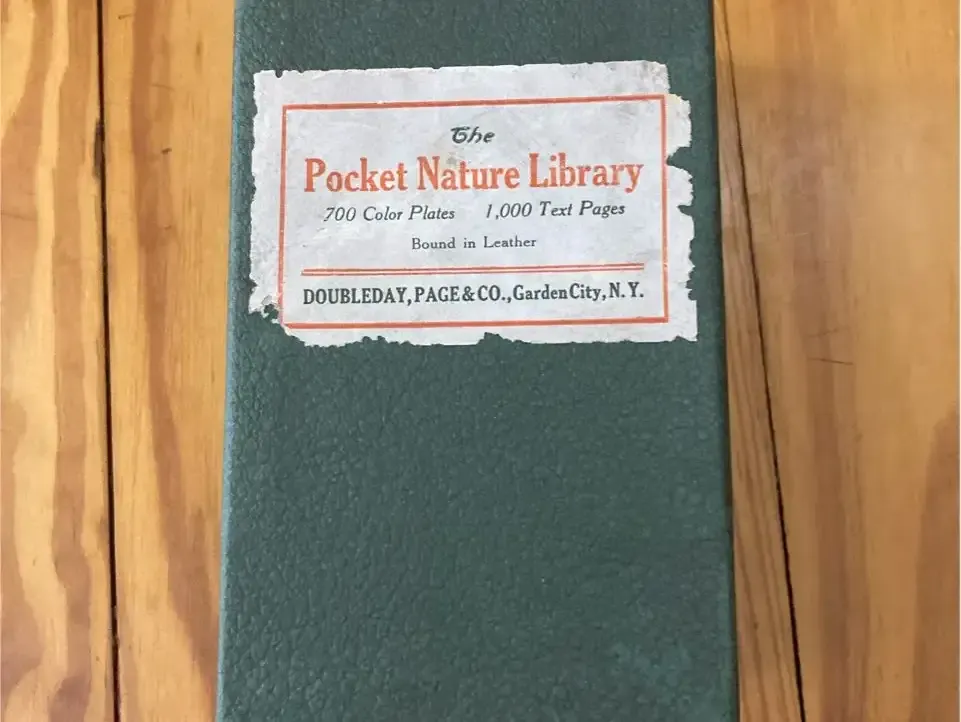 The
Pocket Nature Library
700 Color Plates 1,000 Text Pages
Bound in Leather
DOUBLEDAY, PAGE & CO., Garden City, N. Y.